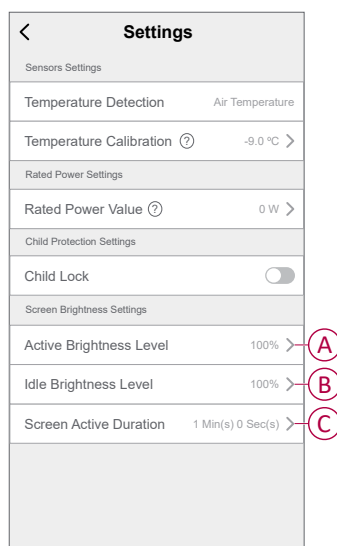 Settings
Sensors Settings
Temperature Detection Air Temperature
Temperature Calibration ? -9.0 ºC
Rated Power Settings
Rated Power Value ? 0 W
Child Protection Settings
Child Lock
Screen Brightness Settings
Active Brightness Level 100% A
Idle Brightness Level 100% B
Screen Active Duration 1 Min(s) 0 Sec(s) C